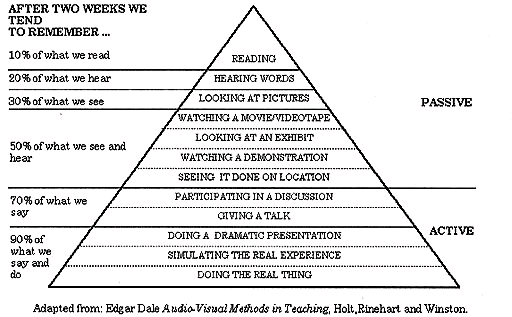 AFTER TWO WEEKS WE
TEND
TO REMEMBER ...
10% of what we read
READING
20% of what we hear
HEARING WORDS
30% of what we see
LOOKING AT PICTURES
PASSIVE
WATCHING A MOVIE/VIDEOTAPE
50% of what we see and
hear
LOOKING AT AN EXHIBIT
WATCHING A DEMONSTRATION
SEEING IT DONE ON LOCATION
70% of what we
say
PARTICIPATING IN A DISCUSSION
GIVING A TALK
ACTIVE
90% of
what we
say and
do
DOING A DRAMATIC PRESENTATION
SIMULATING THE REAL EXPERIENCE
DOING THE REAL THING
Adapted from: Edgar Dale Audio-Visual Methods in Teaching, Holt,Rinehart and Winston.